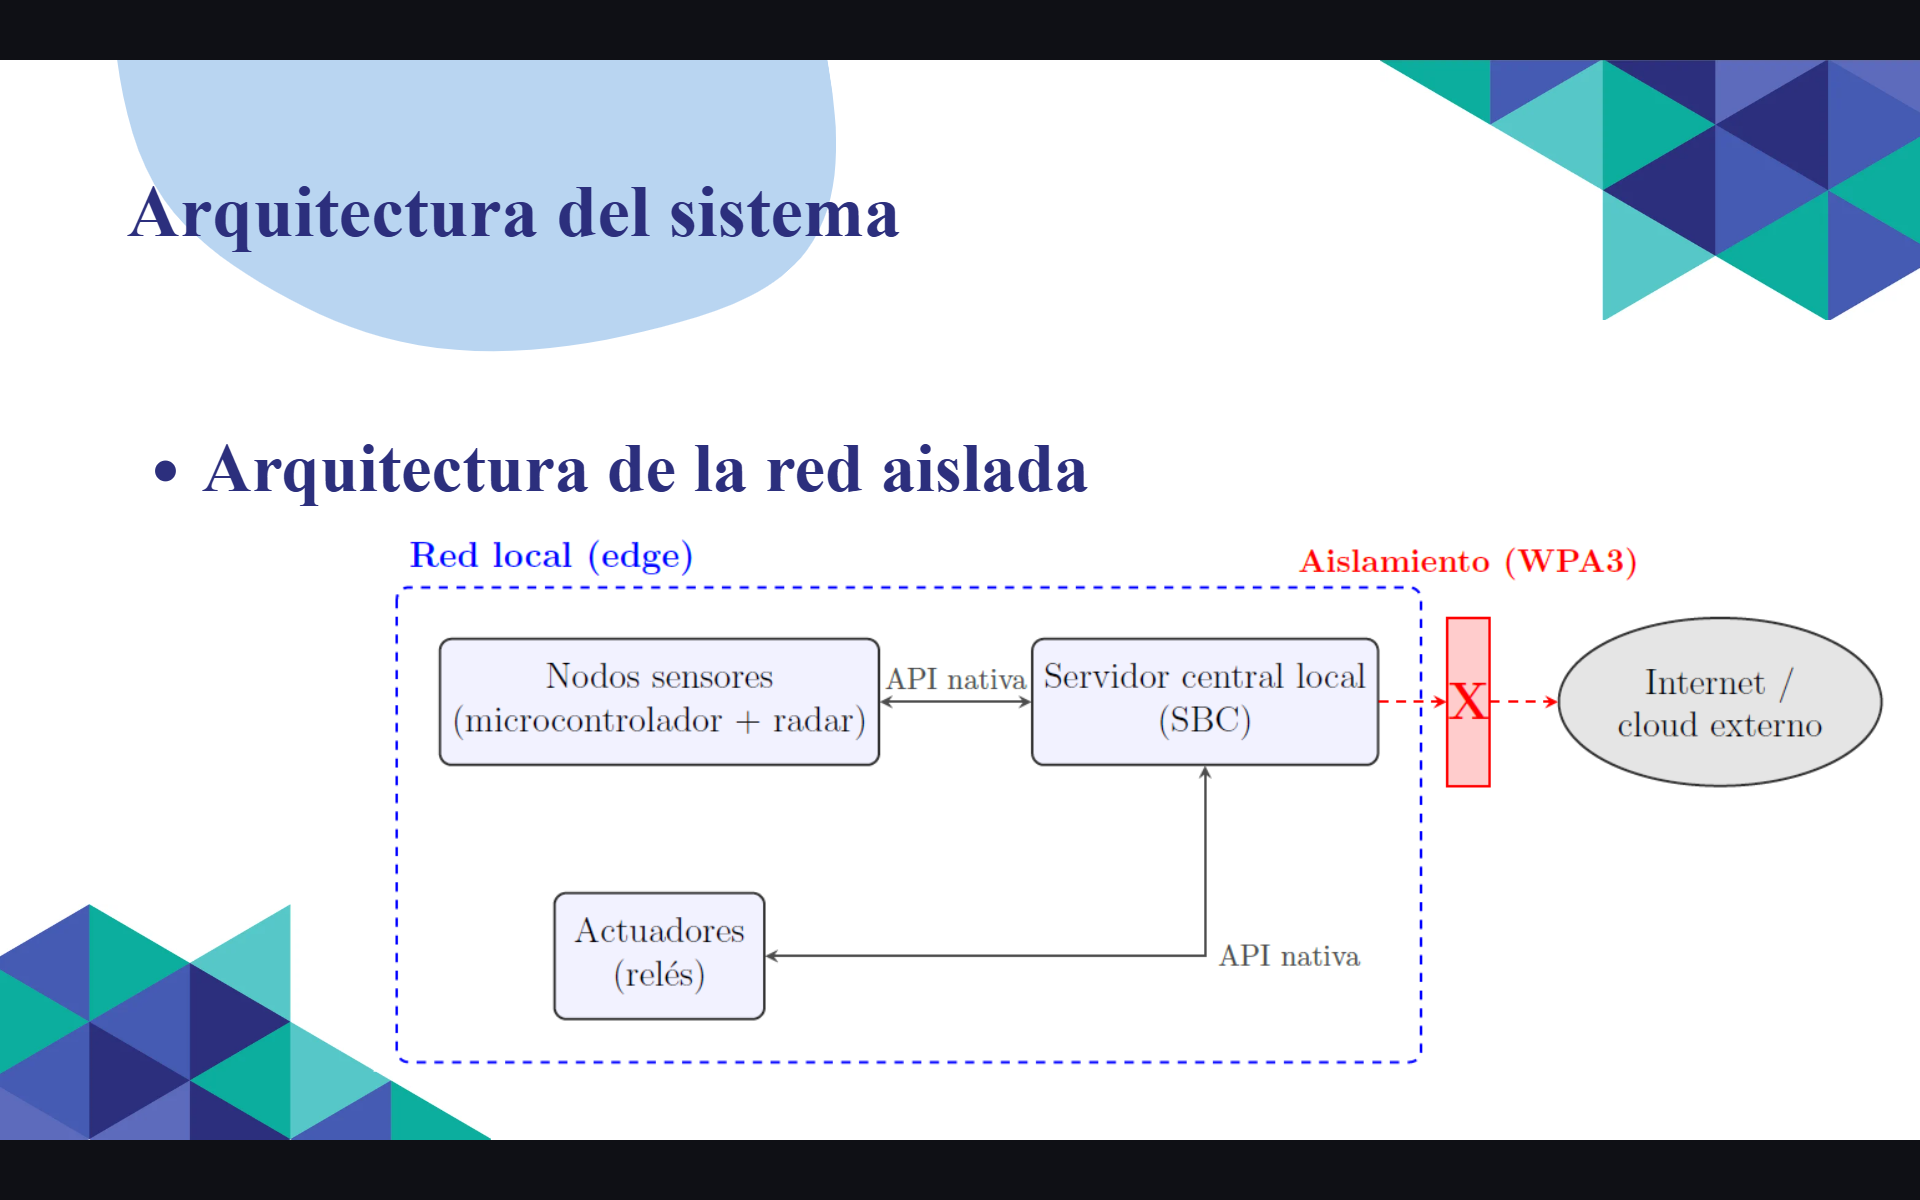 Arquitectura del sistema
• Arquitectura de la red aislada
Red local (edge)
Aislamiento (WPA3)
Nodos sensores
(microcontrolador + radar)
API nativa
Servidor central local
(SBC)
X
Internet /
cloud externo
Actuadores
(relés)
API nativa